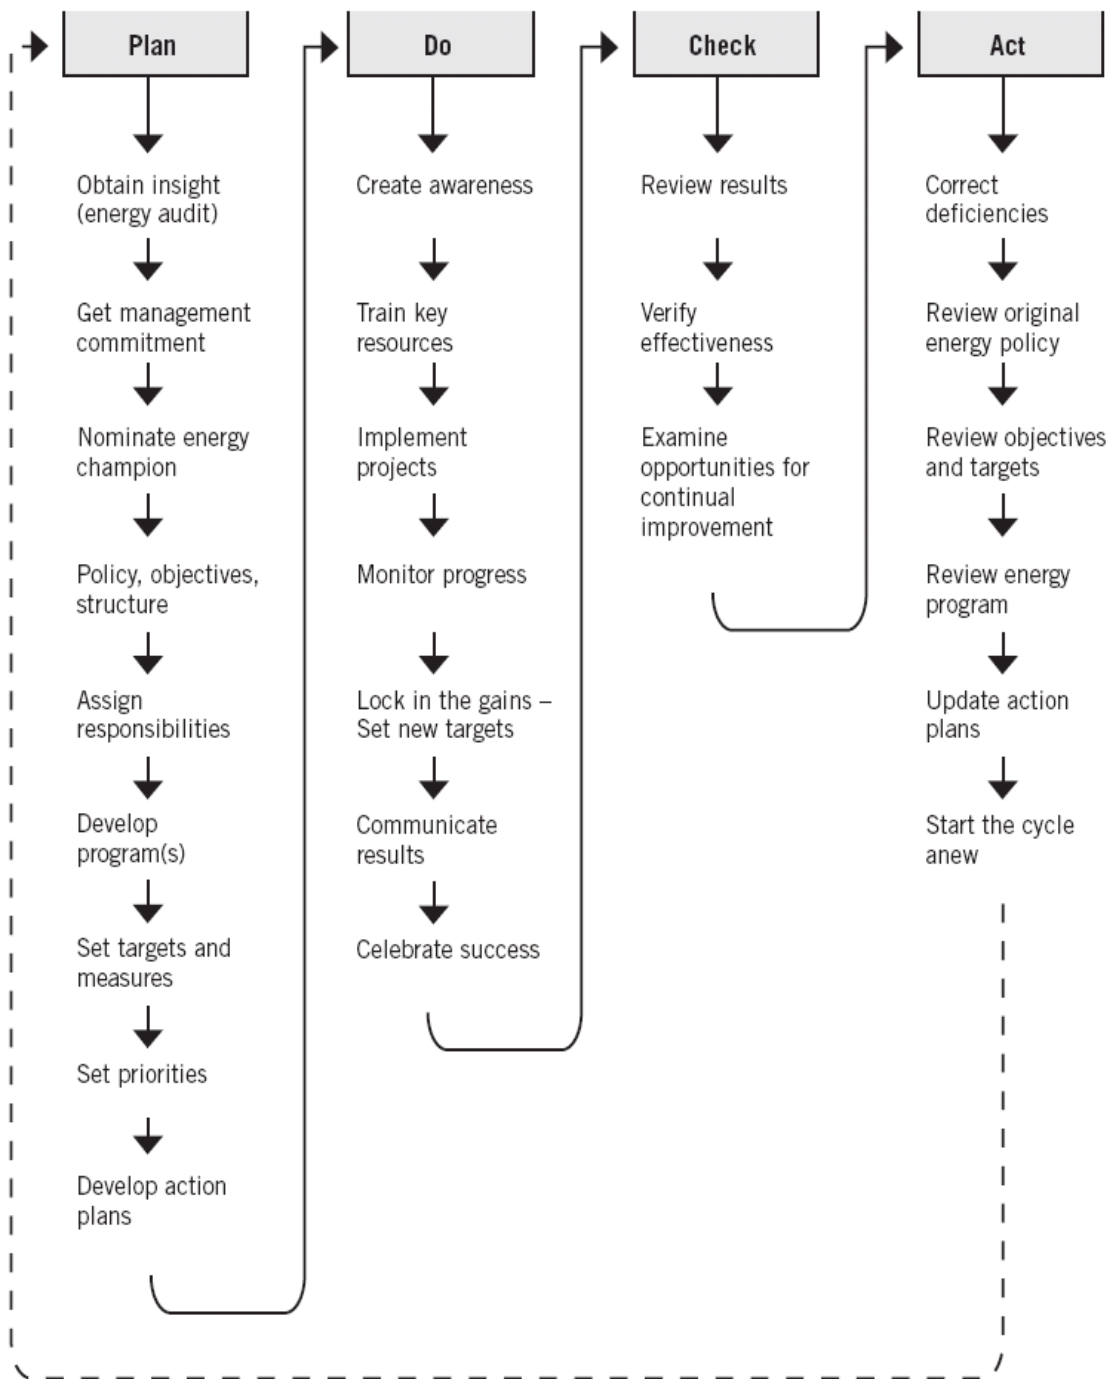 Plan
Obtain insight
(energy audit)
Get management
commitment
Nominate energy
champion
Policy, objectives,
structure
Assign
responsibilities
Develop
program(s)
Set targets and
measures
Set priorities
Develop action
plans
Do
Create awareness
Train key
resources
Implement
projects
Monitor progress
Lock in the gains –
Set new targets
Communicate
results
Celebrate success
Check
Review results
Verify
effectiveness
Examine
opportunities for
continual
improvement
Act
Correct
deficiencies
Review original
energy policy
Review objectives
and targets
Review energy
program
Update action
plans
Start the cycle
anew